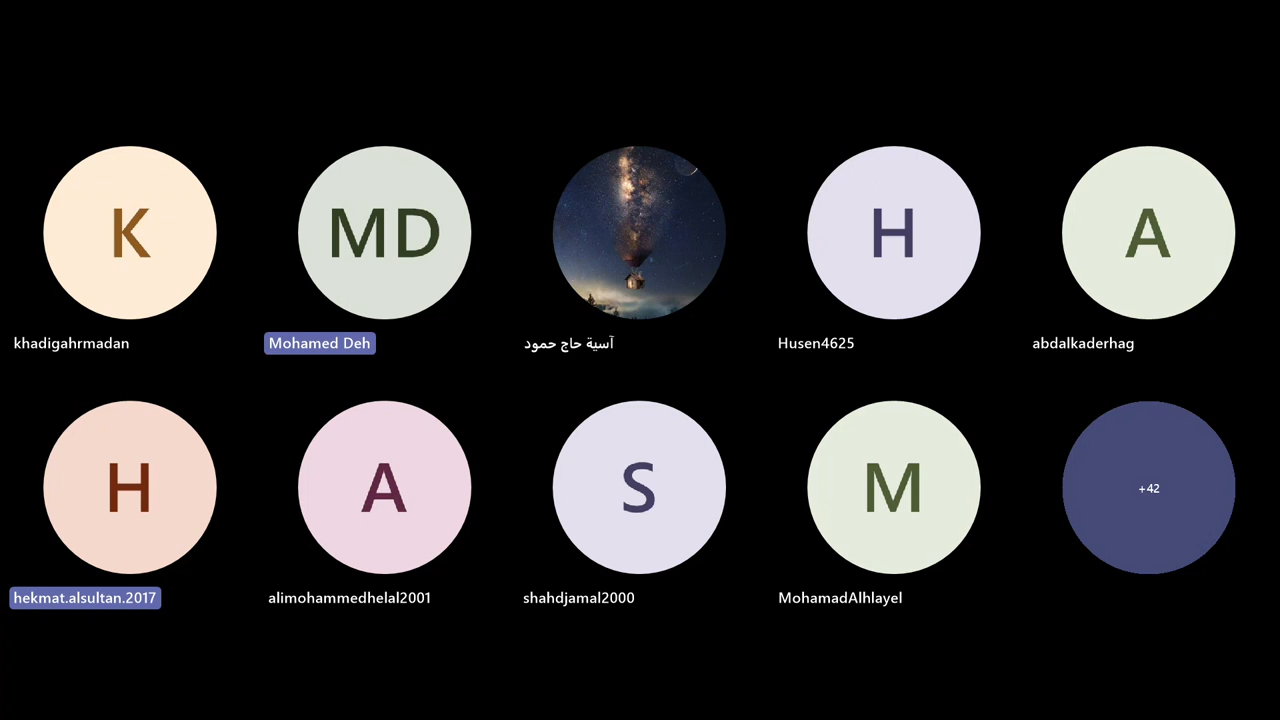 K
MD
H
A
khadigahrmadan
Mohamed Deh
آسية حاج حمود
Husen4625
abdalkaderhag
H
A
S
M
+42
hekmat.alsultan.2017
alimohammedhelal2001
shahdjamal2000
MohamadAlhlayel